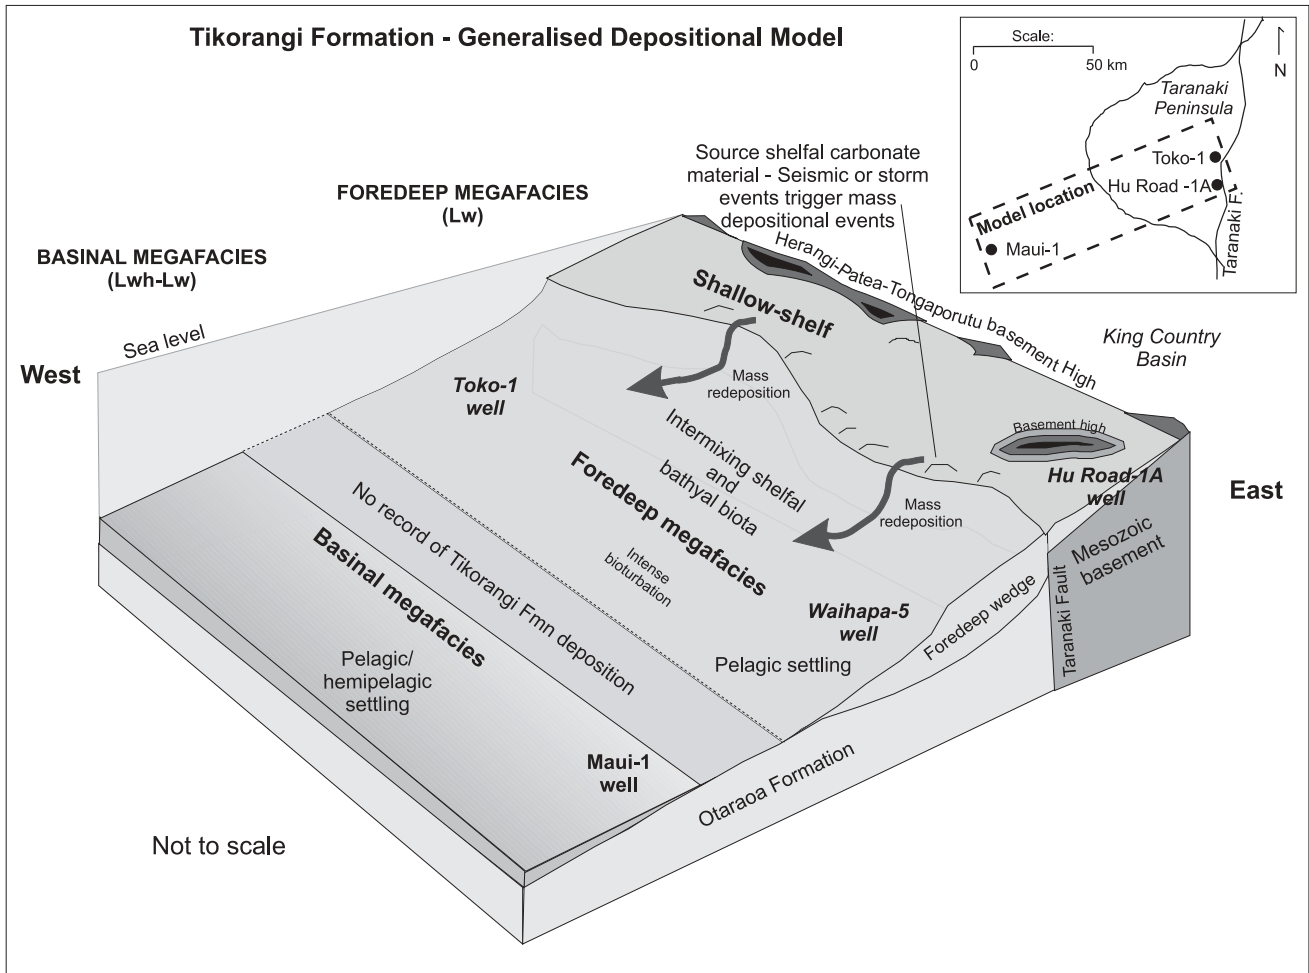 Tikorangi Formation - Generalised Depositional Model
Scale:
0
50 km
N
Taranaki
Peninsula
Toko-1
Hu Road -1A
Model location
Maui-1
Taranaki F.
Source shelfal carbonate
material - Seismic or storm
events trigger mass
depositional events
FOREDEEP MEGAFACIES
(Lw)
BASINAL MEGAFACIES
(Lwh-Lw)
Sea level
West
Herangi-Patea-Tongaporutu basement High
King Country
Basin
Shallow-shelf
Toko-1
well
Mass
redeposition
Intermixing shelfal
and
bathyal biota
Basement high
Hu Road-1A
well
East
Mass
redeposition
Foredeep megafacies
Intense
bioturbation
Waihapa-5
well
Pelagic settling
Foredeep wedge
Taranaki Fault
Mesozoic
basement
No record of Tikorangi Fmn deposition
Basinal megafacies
Pelagic/
hemipelagic
settling
Maui-1
well
Otaraoa Formation
Not to scale